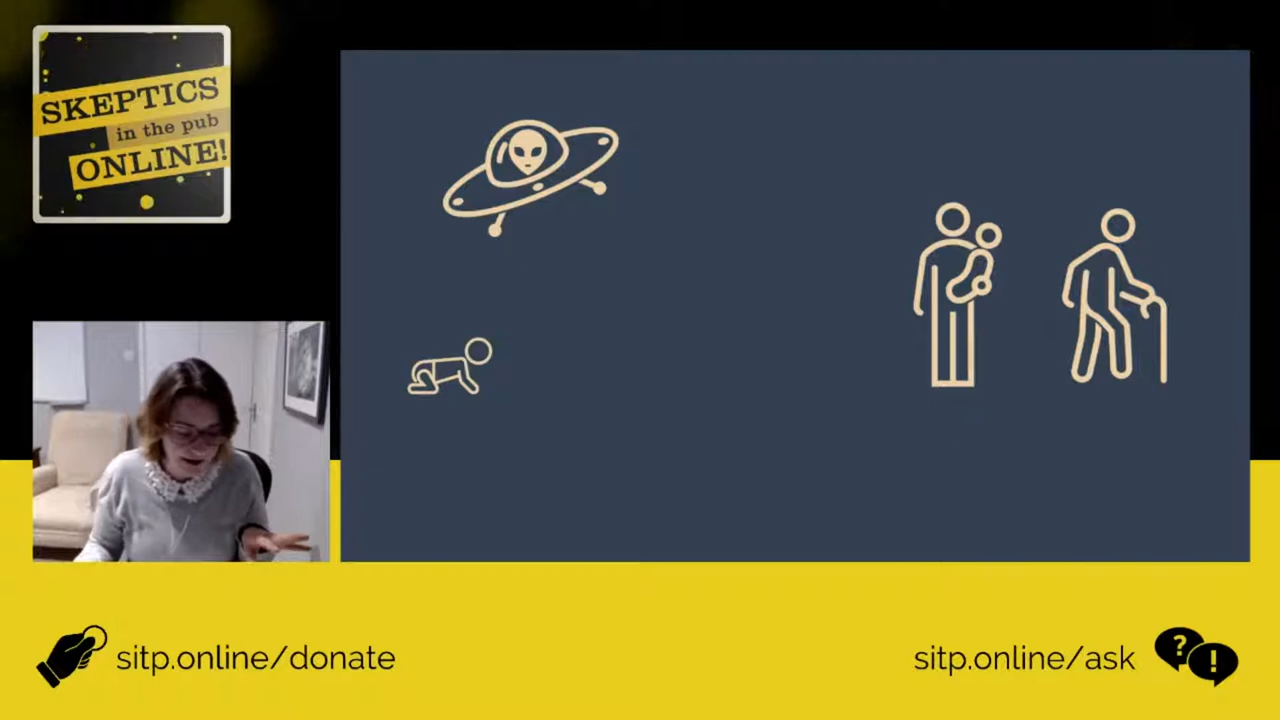 SKEPTICS
in the pub
ONLINE!
sitp.online/donate
sitp.online/ask
?
!